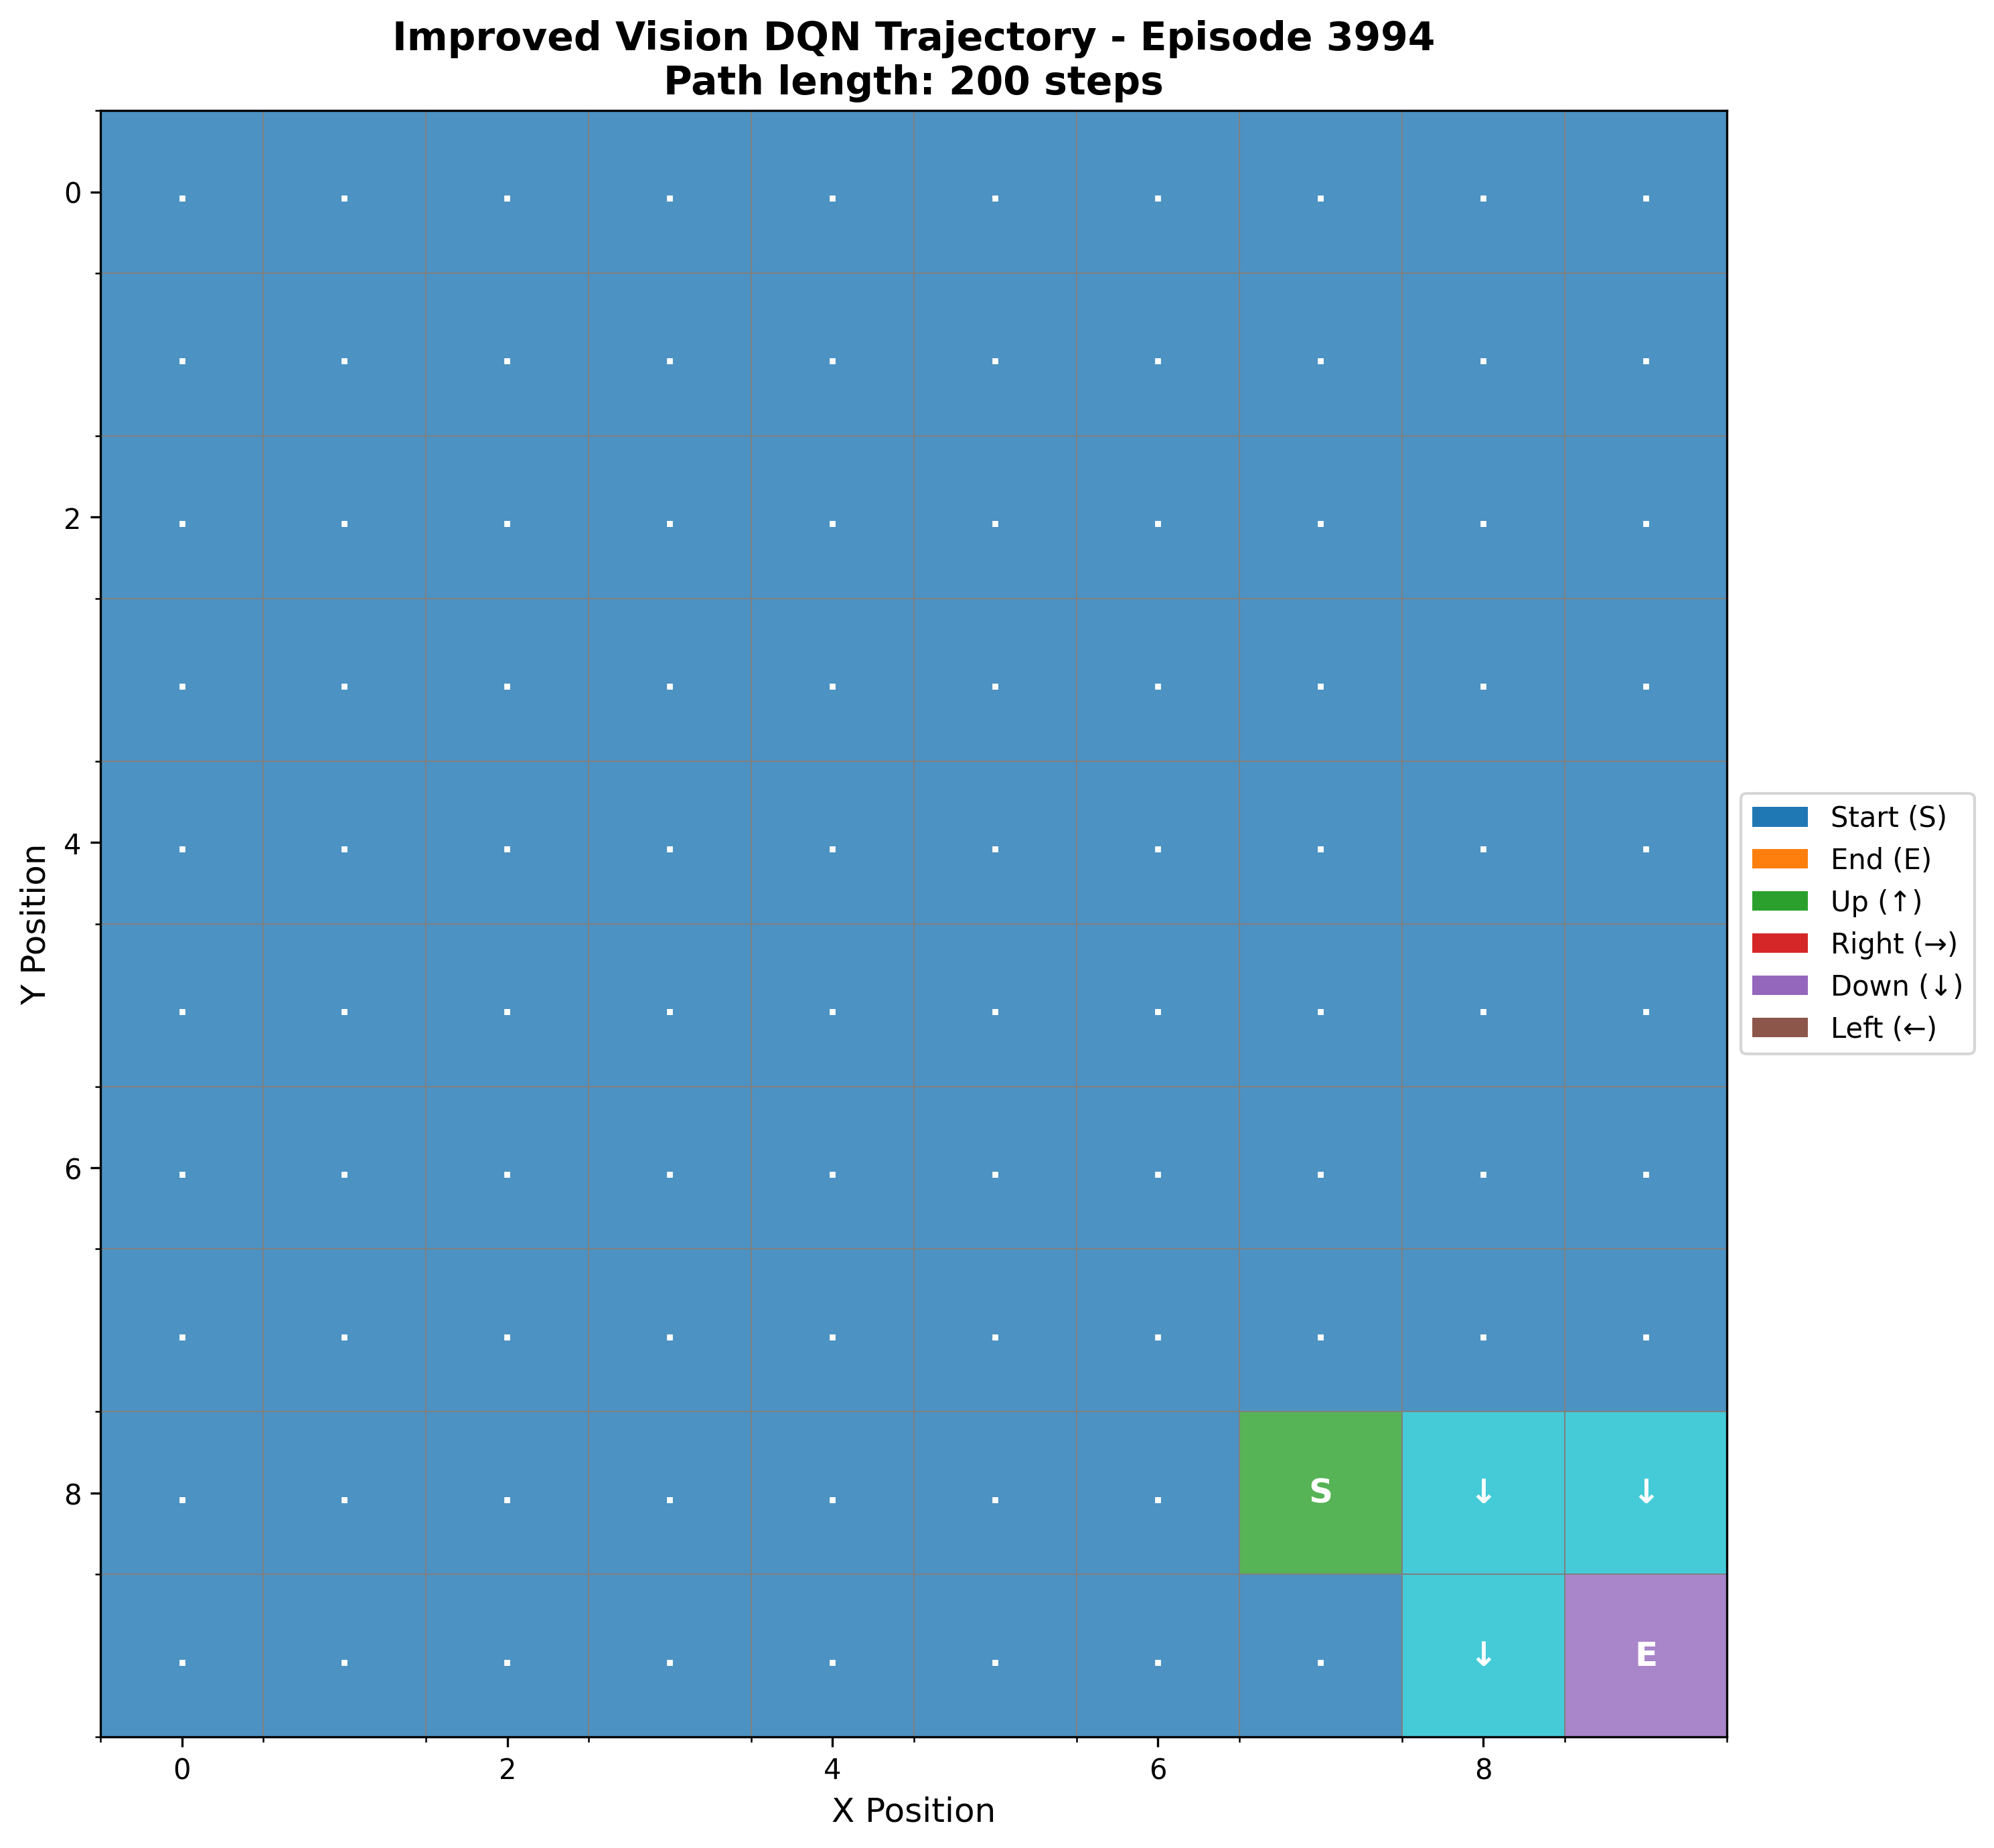 Improved Vision DQN Trajectory - Episode 3994
Path length: 200 steps
0
2
4
6
8
Y Position
S ↓ ↓
↓ E
0 2 4 6 8
X Position
Start (S)
End (E)
Up (↑)
Right (→)
Down (↓)
Left (←)